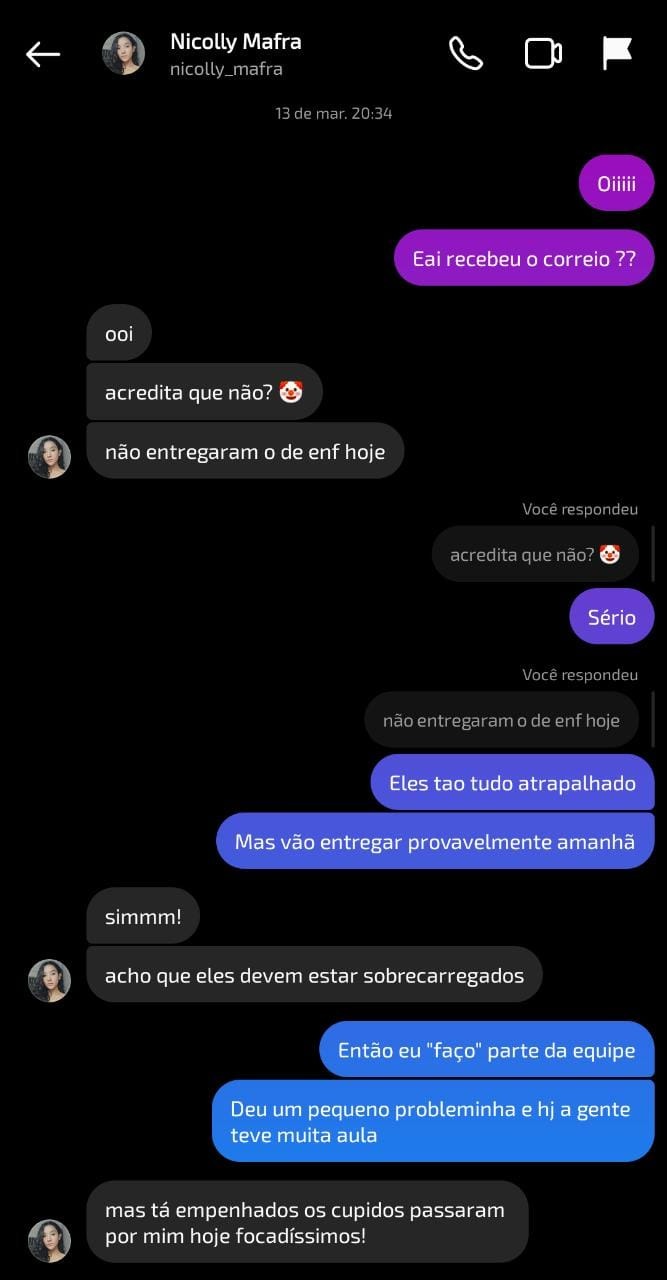 Nicolly Mafra
nicolly_mafra
13 de mar. 20:34
Oiiiii
Eai recebeu o correio ??
ooi
acredita que não? 🤡
não entregaram o de enf hoje
Você respondeu
acredita que não? 🤡
Sério
Você respondeu
não entregaram o de enf hoje
Eles tao tudo atrapalhado
Mas vão entregar provavelmente amanhã
simmm!
acho que eles devem estar sobrecarregados
Então eu "faço" parte da equipe
Deu um pequeno probleminha e hj a gente
teve muita aula
mas tá empenhados os cupidos passaram
por mim hoje focadíssimos!